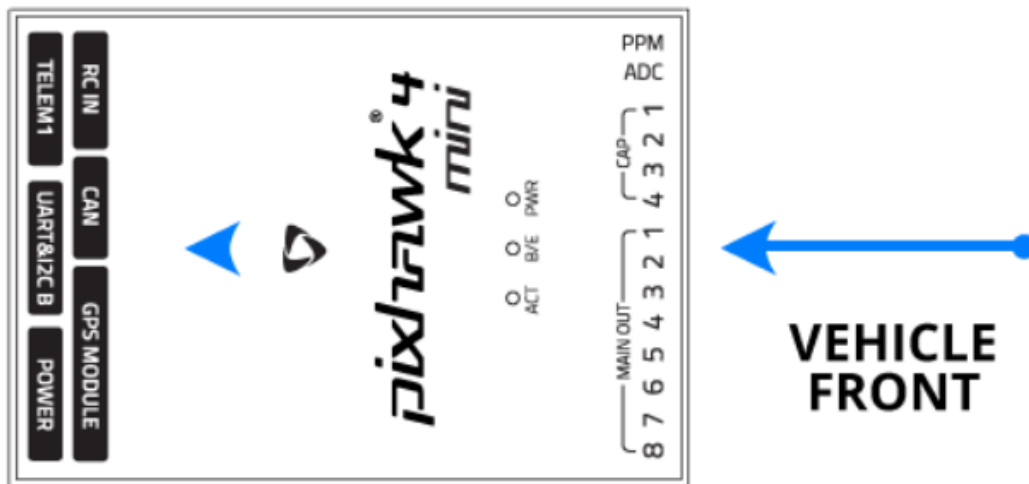 TELEM1
UART&I2C B
POWER
RC IN
CAN
GPS MODULE
pixhawk 4
®
mini
PWR
B/E
ACT
PPM
ADC
CAP
1
2
3
4
MAIN OUT
1
2
3
4
5
6
7
8
VEHICLE
FRONT